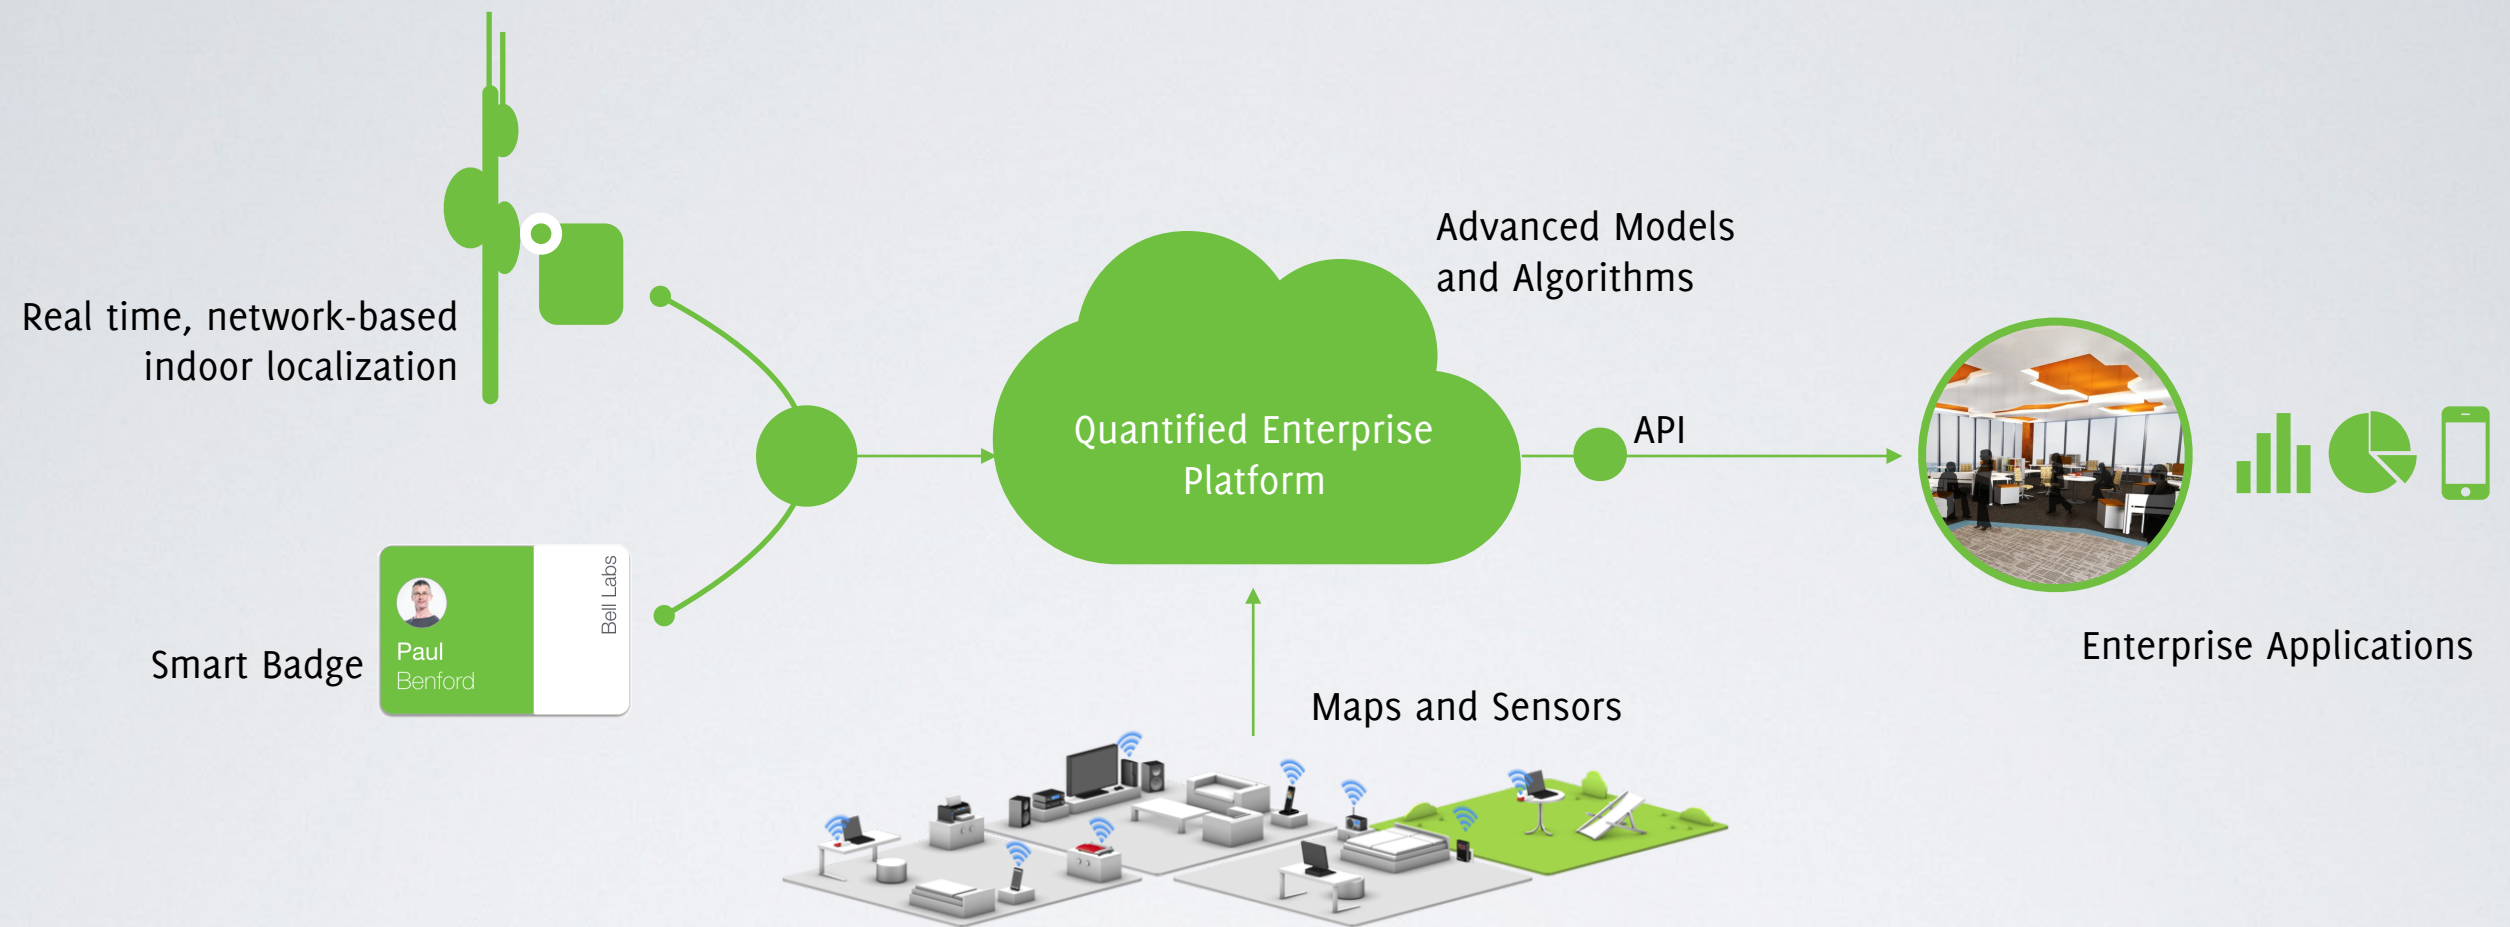 Real time, network-based
indoor localization
Smart Badge
Paul
Benford
Bell Labs
Quantified Enterprise
Platform
Advanced Models
and Algorithms
API
Maps and Sensors
Enterprise Applications